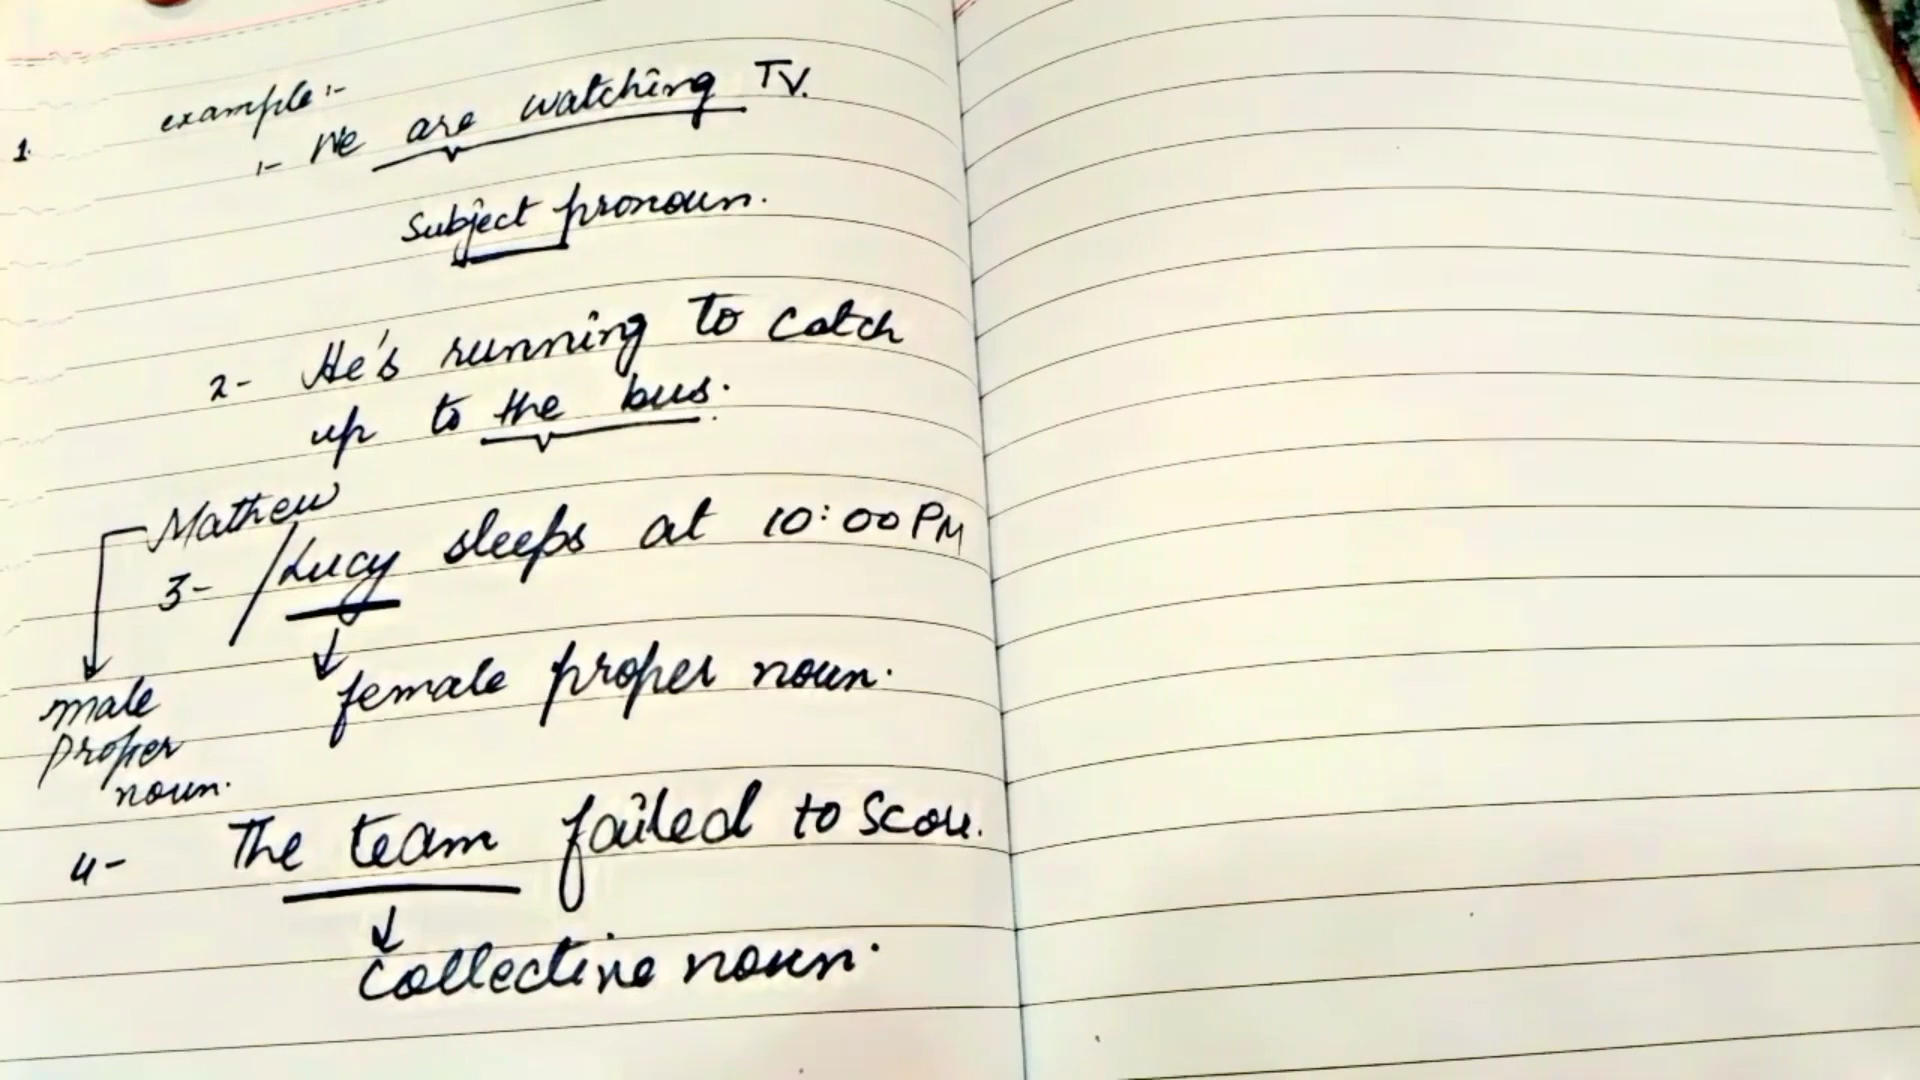 example :-
1.
:- We are watching TV.
Subject pronoun.
2- He's running to catch
up to the bus.
Mathew
3- / Lucy sleeps at 10:00 PM
female proper noun.
male
proper
noun.
4- The team failed to score.
Collective noun.